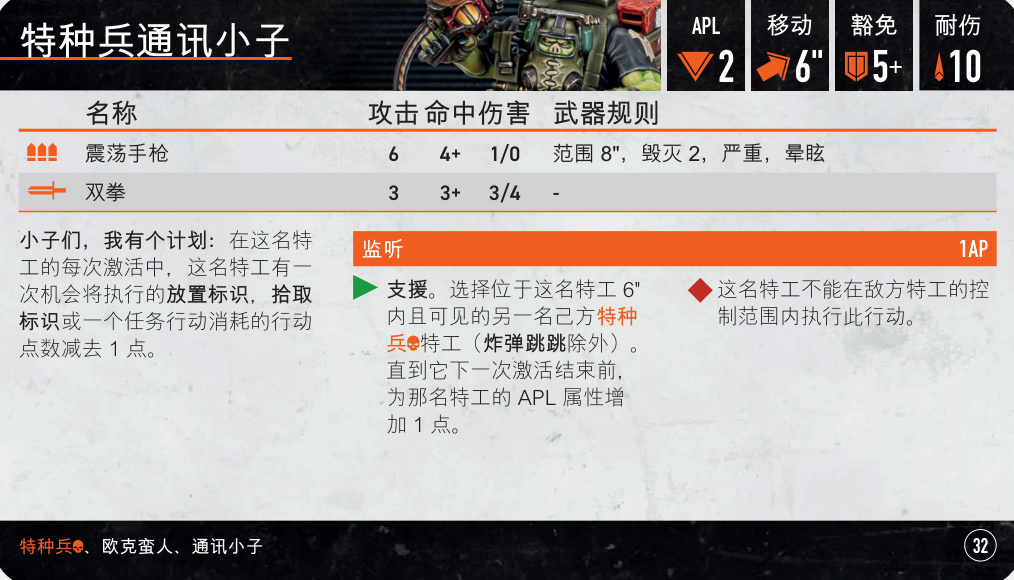 特种兵通讯小子
APL 移动 豁免 耐伤
2 6" 5+ 10
名称 攻击 命中 伤害 武器规则
震荡手枪 6 4+ 1/0 范围 8"，毁灭 2，严重，晕眩
双拳 3 3+ 3/4 -
小子们，我有个计划：在这名特
工的每次激活中，这名特工有一
次机会将执行的放置标识，拾取
标识或一个任务行动消耗的行动
点数减去 1 点。
监听 1AP
支援。选择位于这名特工 6"
内且可见的另一名己方特种
兵特工（炸弹跳跳除外）。
直到它下一次激活结束前，
为那名特工的 APL 属性增
加 1 点。
这名特工不能在敌方特工的控
制范围内执行此行动。
特种兵、欧克蛮人、通讯小子
32